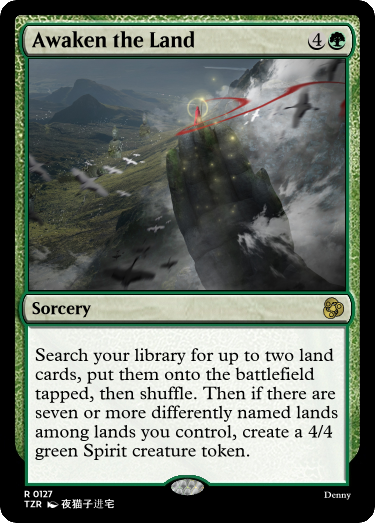 Awaken the Land 4
Sorcery
Search your library for up to two land
cards, put them onto the battlefield
tapped, then shuffle. Then if there are
seven or more differently named lands
among lands you control, create a 4/4
green Spirit creature token.
R 0127
TZR 夜猫子进宅
Denny